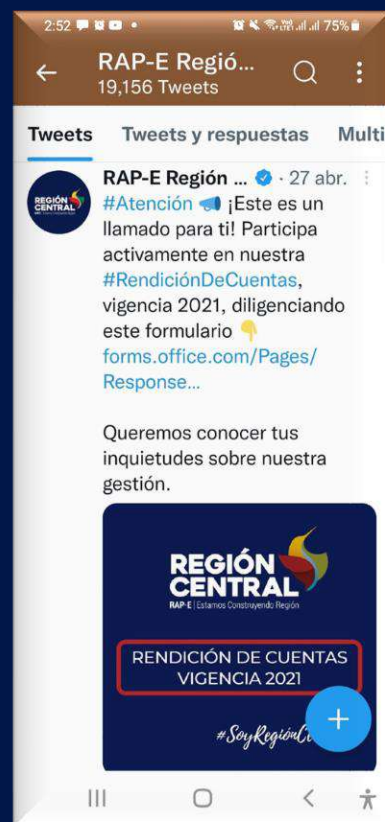 2:52
75%
RAP-E Regió...
19,156 Tweets
Tweets Tweets y respuestas Multi
RAP-E Región ... · 27 abr.
#Atención 📢 ¡Este es un
llamado para ti! Participa
activamente en nuestra
#RendiciónDeCuentas,
vigencia 2021, diligenciando
este formulario 👇
forms.office.com/Pages/
Response...
Queremos conocer tus
inquietudes sobre nuestra
gestión.
REGIÓN
CENTRAL
REGIÓN
CENTRAL
RAP-E | Estamos Construyendo Región
RENDICIÓN DE CUENTAS
VIGENCIA 2021